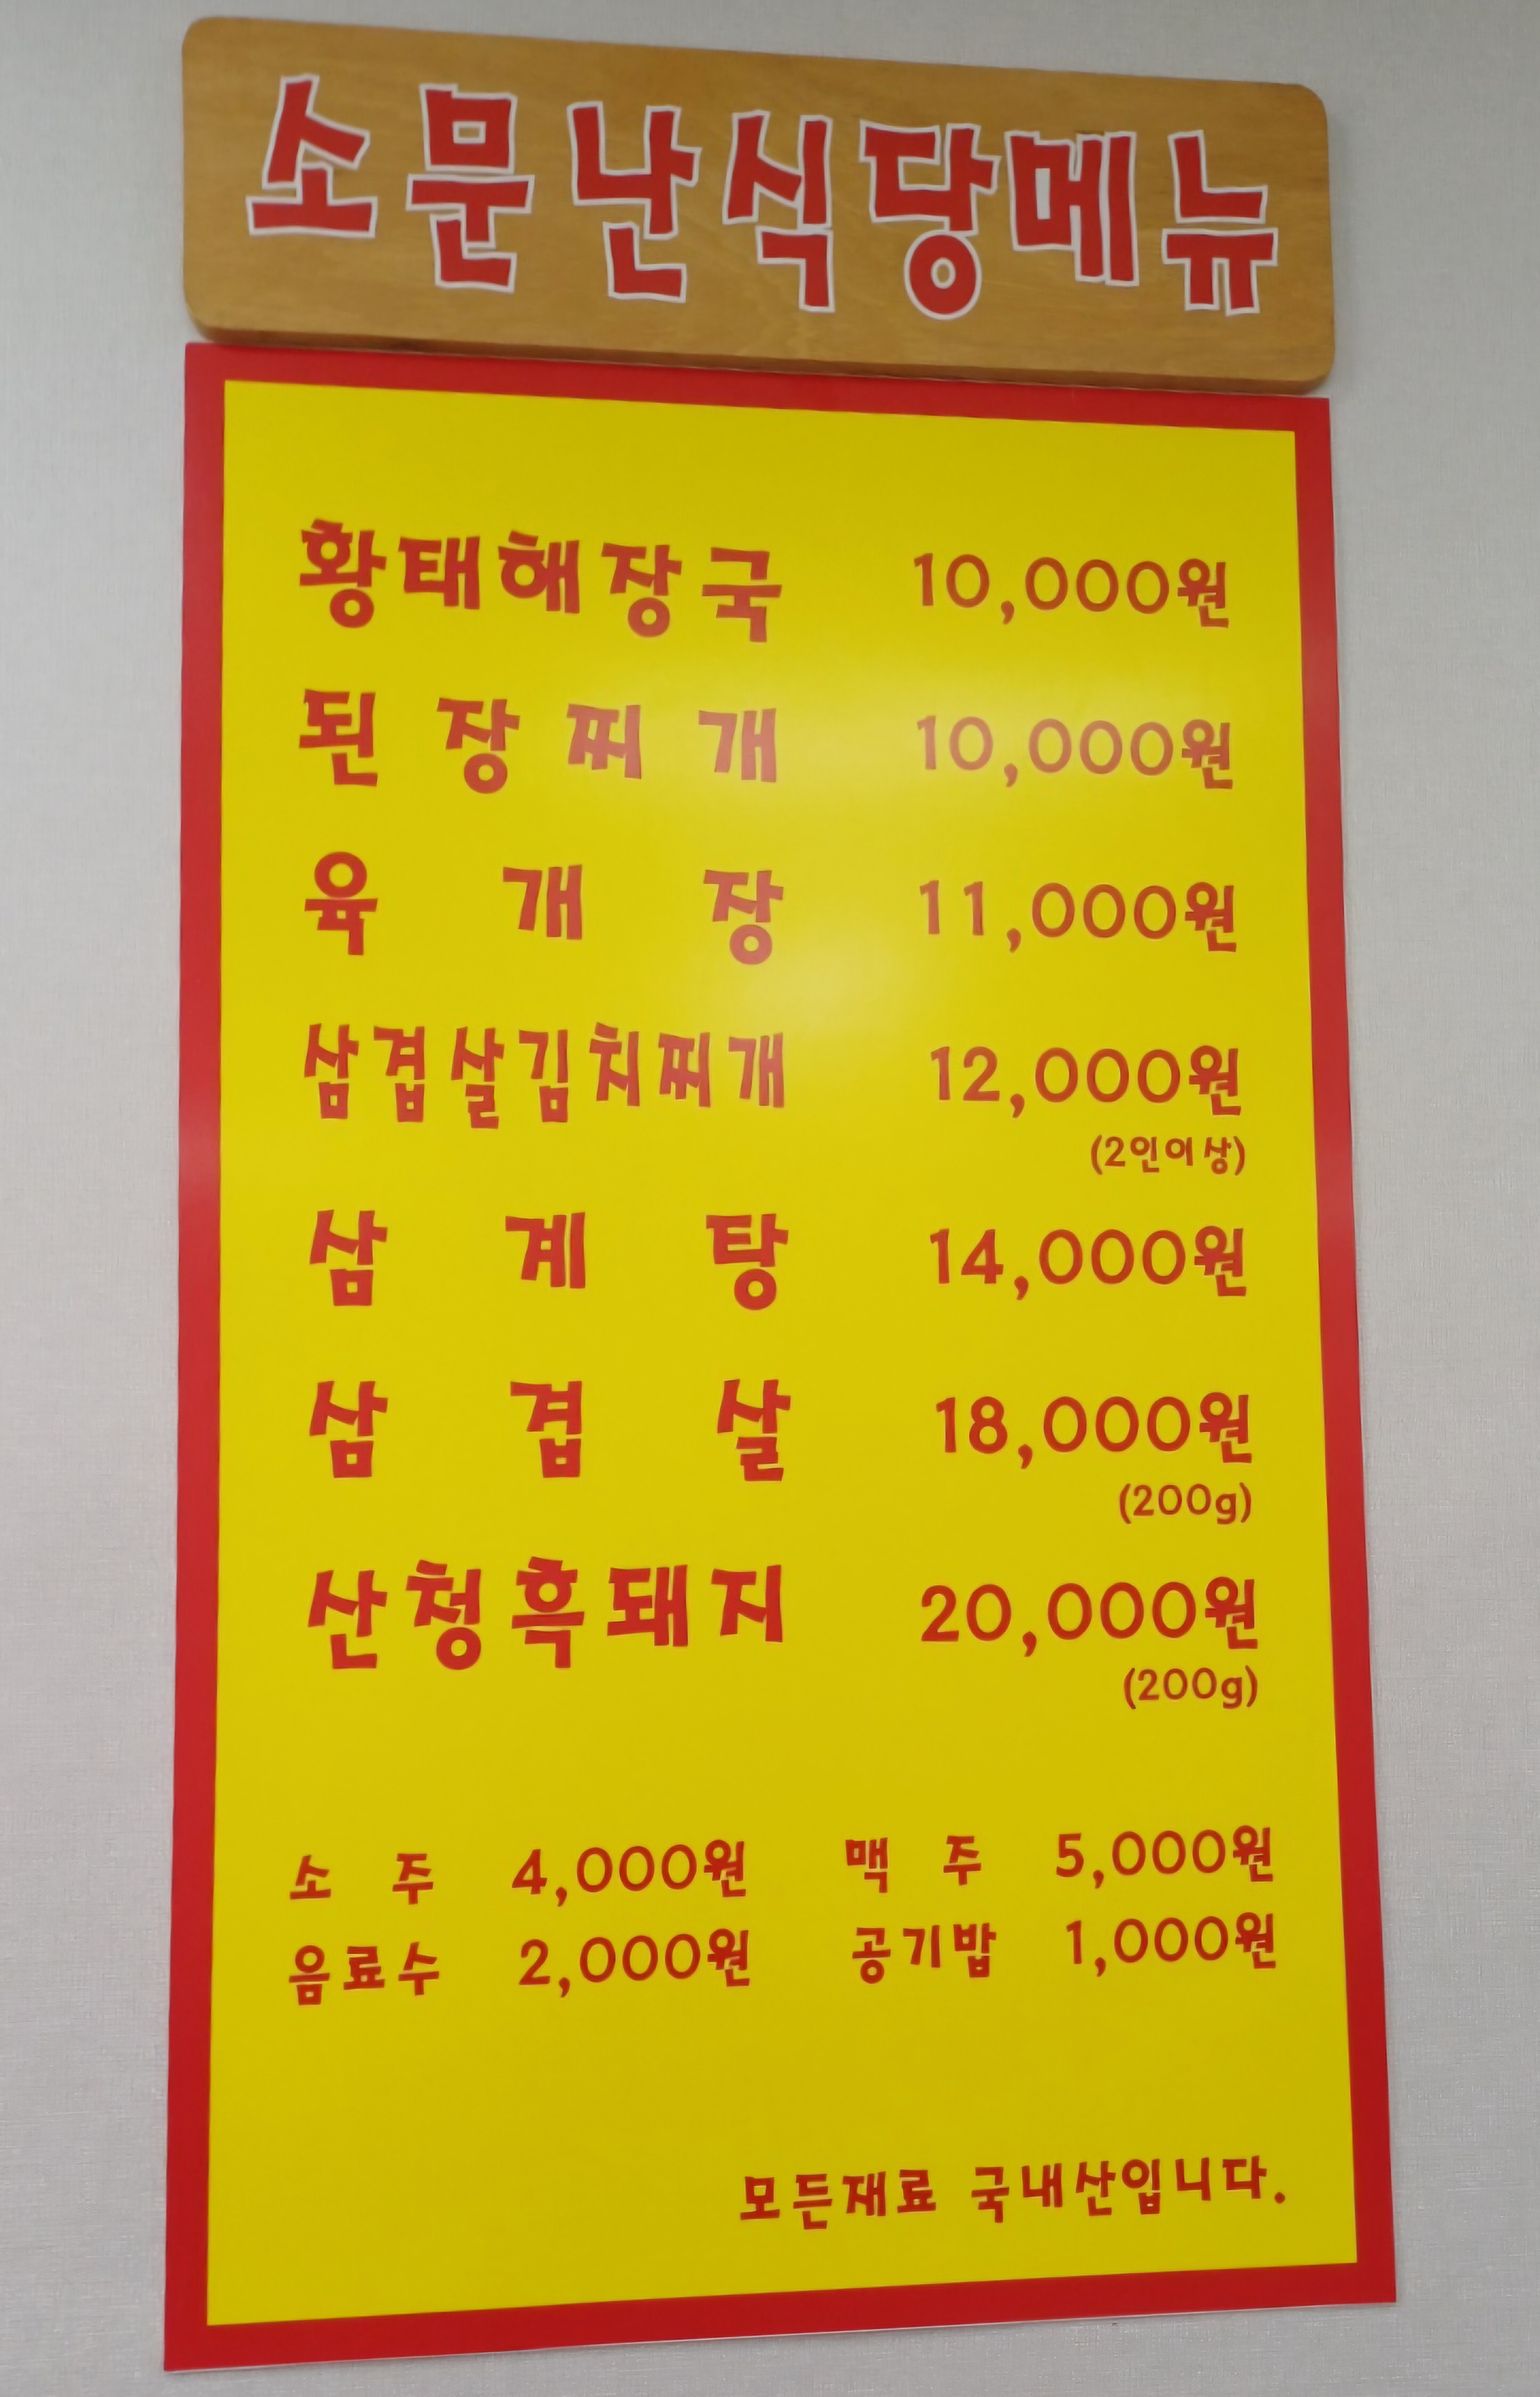 소문난식당메뉴
황태해장국 10,000원
된장찌개 10,000원
육개장 11,000원
삼겹살김치찌개 12,000원
(2인이상)
삼계탕 14,000원
삼겹살 18,000원
(200g)
산청흑돼지 20,000원
(200g)
소주 4,000원 맥주 5,000원
음료수 2,000원 공기밥 1,000원
모든재료 국내산입니다.